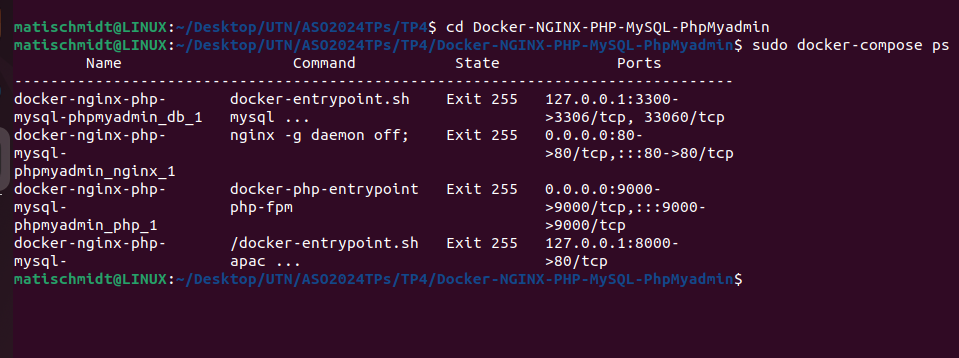 matischmidt@LINUX:~/Desktop/UTN/ASO2024TPs/TP4$ cd Docker-NGINX-PHP-MySQL-PhpMyadmin
matischmidt@LINUX:~/Desktop/UTN/ASO2024TPs/TP4/Docker-NGINX-PHP-MySQL-PhpMyadmin$ sudo docker-compose ps
        Name                       Command               State              Ports
--------------------------------------------------------------------------------
docker-nginx-php-       docker-entrypoint.sh    Exit 255   127.0.0.1:3300-
mysql-phpmyadmin_db_1   mysql ...                          >3306/tcp, 33060/tcp
docker-nginx-php-       nginx -g daemon off;    Exit 255   0.0.0.0:80-
mysql-                                                     >80/tcp,:::80->80/tcp
phpmyadmin_nginx_1
docker-nginx-php-       docker-php-entrypoint   Exit 255   0.0.0.0:9000-
mysql-                  php-fpm                            >9000/tcp,:::9000-
phpmyadmin_php_1                                           >9000/tcp
docker-nginx-php-       /docker-entrypoint.sh   Exit 255   127.0.0.1:8000-
mysql-                  apac ...                           >80/tcp
matischmidt@LINUX:~/Desktop/UTN/ASO2024TPs/TP4/Docker-NGINX-PHP-MySQL-PhpMyadmin$